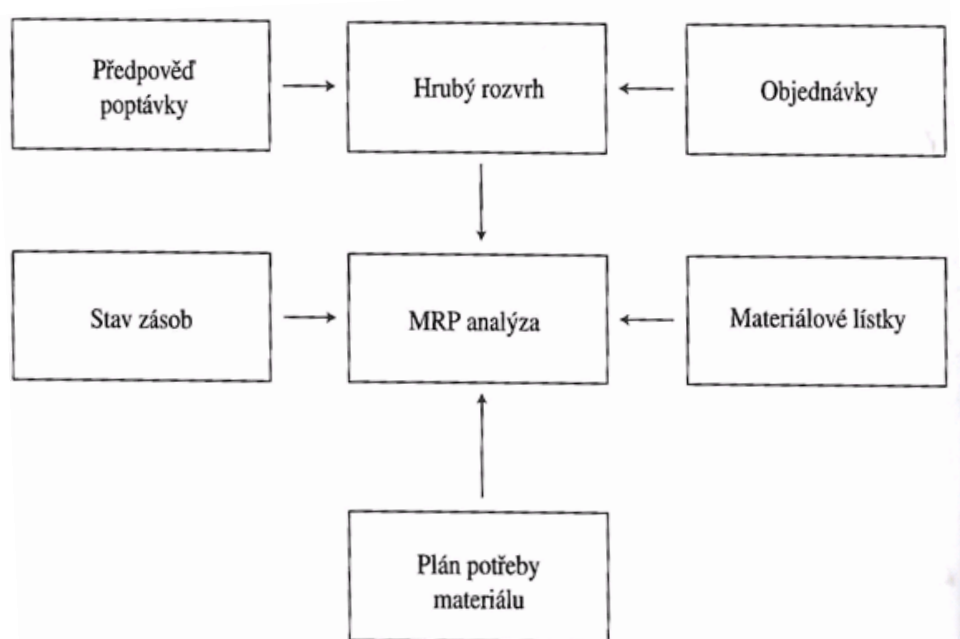 Předpověď
poptávky
Hrubý rozvrh
Objednávky
Stav zásob
MRP analýza
Materiálové lístky
Plán potřeby
materiálu